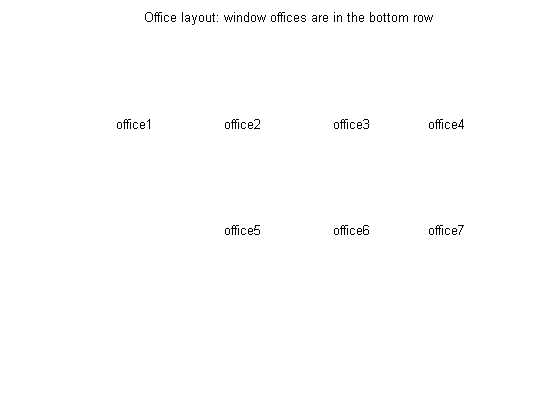 Office layout: window offices are in the bottom row
office1 office2 office3 office4
office5 office6 office7